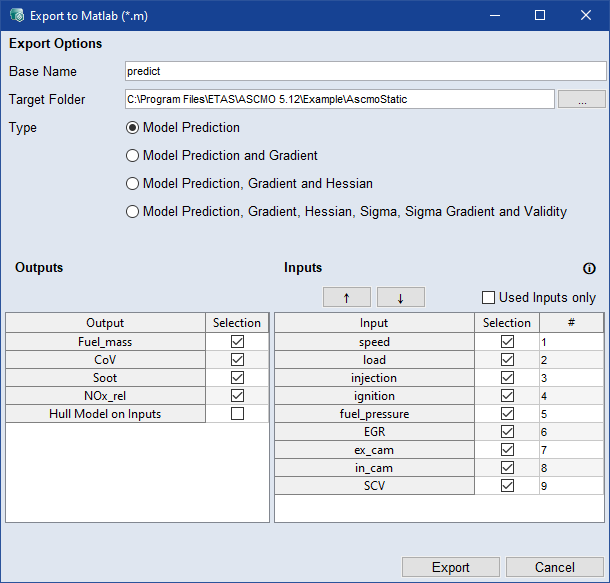 Export to Matlab (*.m)
Export Options
Base Name predict
Target Folder C:\Program Files\ETAS\ASCMO 5.12\Example\AscmoStatic ...
Type Model Prediction
Model Prediction and Gradient
Model Prediction, Gradient and Hessian
Model Prediction, Gradient, Hessian, Sigma, Sigma Gradient and Validity
Outputs
Output Selection
Fuel_mass
CoV
Soot
NOx_rel
Hull Model on Inputs
Inputs
↑ ↓ Used Inputs only
Input Selection #
speed 1
load 2
injection 3
ignition 4
fuel_pressure 5
EGR 6
ex_cam 7
in_cam 8
SCV 9
Export Cancel